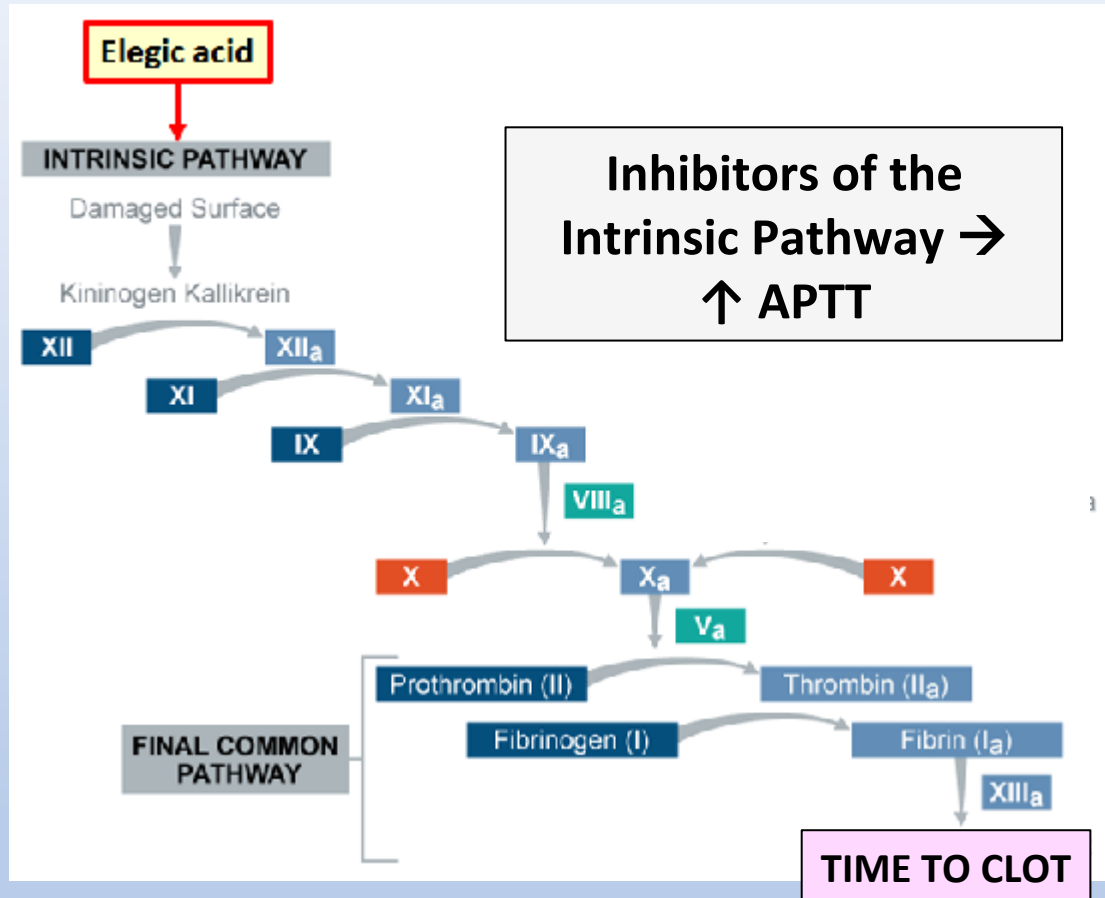 Elegic acid
INTRINSIC PATHWAY
Damaged Surface
Kininogen Kallikrein
Inhibitors of the
Intrinsic Pathway →
↑ APTT
XII
XIIa
XI
XIa
IX
IXa
VIIIa
a
X
Xa
X
Va
Prothrombin (II)
Thrombin (IIa)
Fibrinogen (I)
Fibrin (Ia)
FINAL COMMON
PATHWAY
XIIIa
TIME TO CLOT